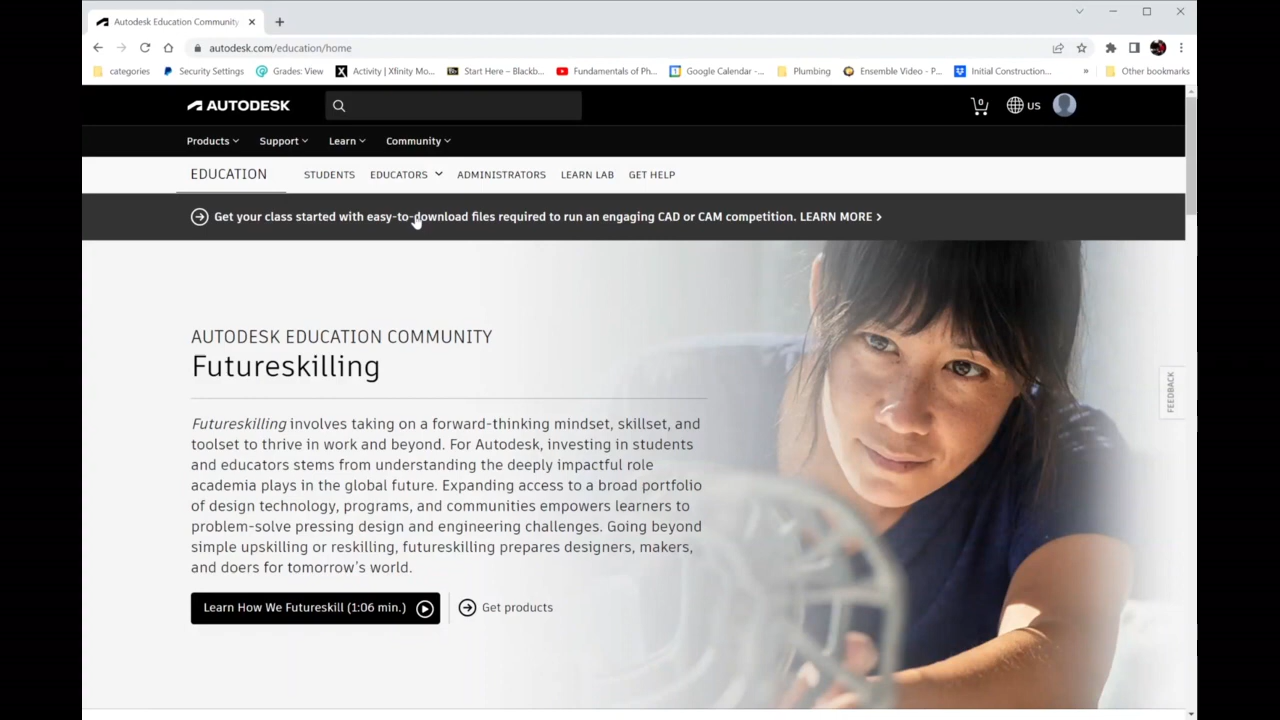 Autodesk Education Community
autodesk.com/education/home
categories Security Settings Grades: View Activity | Xfinity Mo... Start Here – Blackb... Fundamentals of Ph... Google Calendar -... Plumbing Ensemble Video - P... Initial Construction... » Other bookmarks
AUTODESK 0 US
Products Support Learn Community
EDUCATION STUDENTS EDUCATORS ADMINISTRATORS LEARN LAB GET HELP
Get your class started with easy-to-download files required to run an engaging CAD or CAM competition. LEARN MORE
AUTODESK EDUCATION COMMUNITY
Futureskilling
FEEDBACK
Futureskilling involves taking on a forward-thinking mindset, skillset, and
toolset to thrive in work and beyond. For Autodesk, investing in students
and educators stems from understanding the deeply impactful role
academia plays in the global future. Expanding access to a broad portfolio
of design technology, programs, and communities empowers learners to
problem-solve pressing design and engineering challenges. Going beyond
simple upskilling or reskilling, futureskilling prepares designers, makers,
and doers for tomorrow's world.
Learn How We Futureskill (1:06 min.) Get products